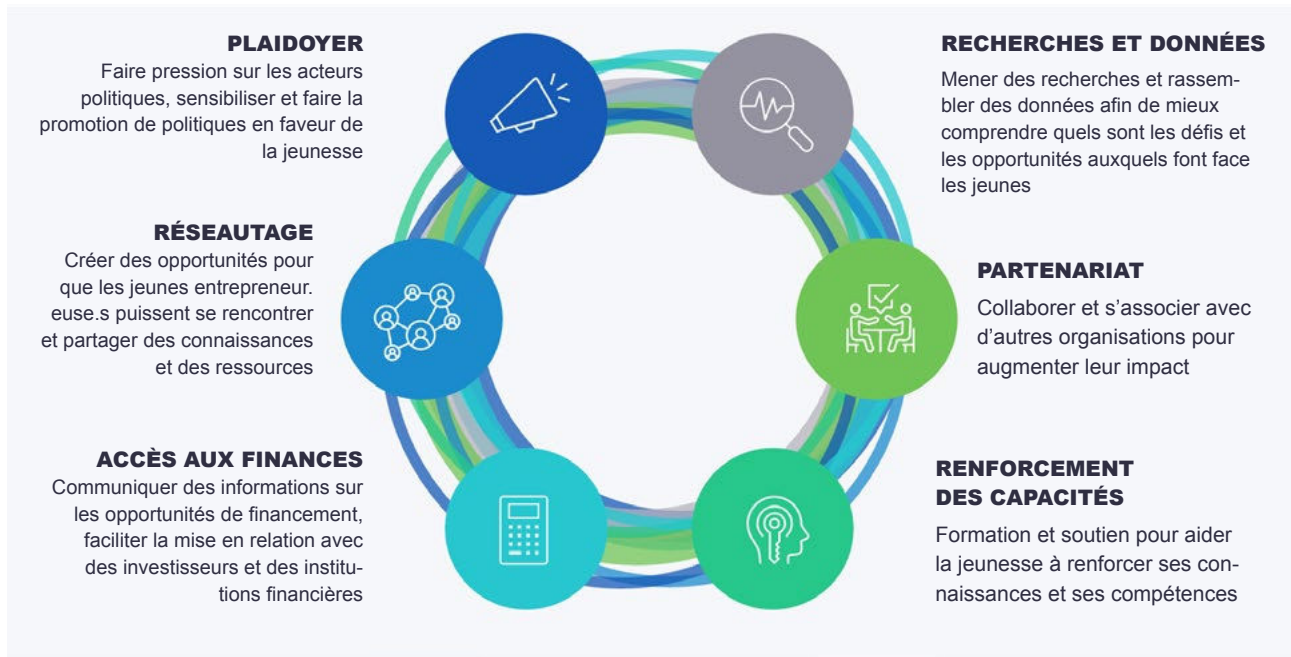 PLAIDOYER
Faire pression sur les acteurs
politiques, sensibiliser et faire la
promotion de politiques en faveur de
la jeunesse
RÉSEAUTAGE
Créer des opportunités pour
que les jeunes entrepreneur.
euse.s puissent se rencontrer
et partager des connaissances
et des ressources
ACCÈS AUX FINANCES
Communiquer des informations sur
les opportunités de financement,
faciliter la mise en relation avec
des investisseurs et des institu-
tions financières
RECHERCHES ET DONNÉES
Mener des recherches et rassem-
bler des données afin de mieux
comprendre quels sont les défis et
les opportunités auxquels font face
les jeunes
PARTENARIAT
Collaborer et s’associer avec
d’autres organisations pour
augmenter leur impact
RENFORCEMENT
DES CAPACITÉS
Formation et soutien pour aider
la jeunesse à renforcer ses con-
naissances et ses compétences